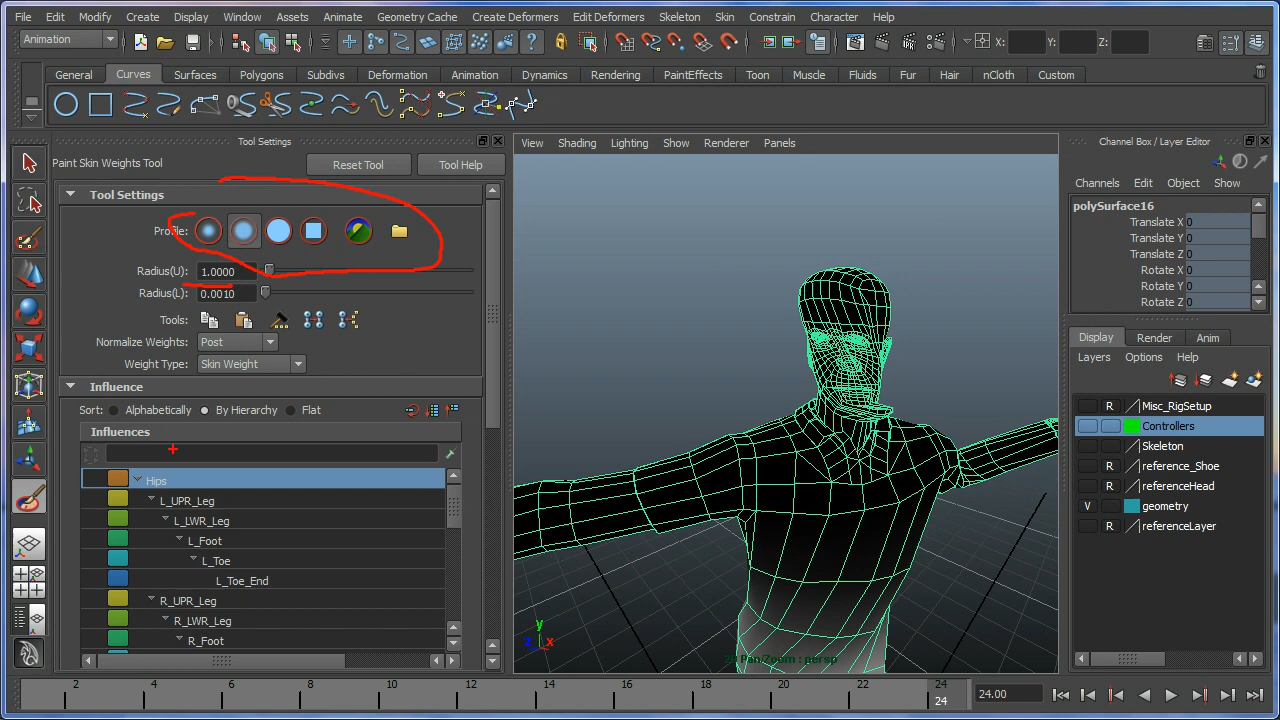 File Edit Modify Create Display Window Assets Animate Geometry Cache Create Deformers Edit Deformers Skeleton Skin Constrain Character Help
Animation X: Y: Z:
General Curves Surfaces Polygons Subdivs Deformation Animation Dynamics Rendering PaintEffects Toon Muscle Fluids Fur Hair nCloth Custom
Tool Settings
Paint Skin Weights Tool Reset Tool Tool Help
Tool Settings
Profile:
Radius(U): 1.0000
Radius(L): 0.0010
Tools:
Normalize Weights: Post
Weight Type: Skin Weight
Influence
Sort: Alphabetically By Hierarchy Flat
Influences
Hips
L_UPR_Leg
L_LWR_Leg
L_Foot
L_Toe
L_Toe_End
R_UPR_Leg
R_LWR_Leg
R_Foot
View Shading Lighting Show Renderer Panels
y
z x
2D Pan/Zoom : persp
Channel Box / Layer Editor
Channels Edit Object Show
polySurface16
Translate X 0
Translate Y 0
Translate Z 0
Rotate X 0
Rotate Y 0
Rotate Z 0
Display Render Anim
Layers Options Help
R Misc_RigSetup
Controllers
Skeleton
R reference_Shoe
R referenceHead
V geometry
R referenceLayer
2 4 6 8 10 12 14 16 18 20 22 24
24
24.00